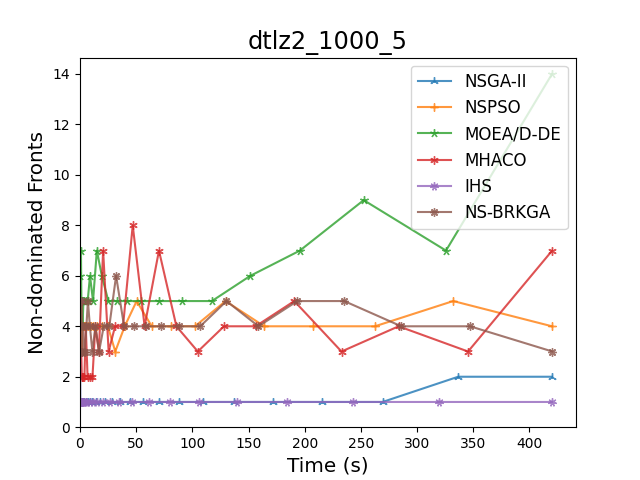 dtlz2_1000_5
Non-dominated Fronts
14
12
10
8
6
4
2
0
0 50 100 150 200 250 300 350 400
Time (s)
NSGA-II
NSPSO
MOEA/D-DE
MHACO
IHS
NS-BRKGA